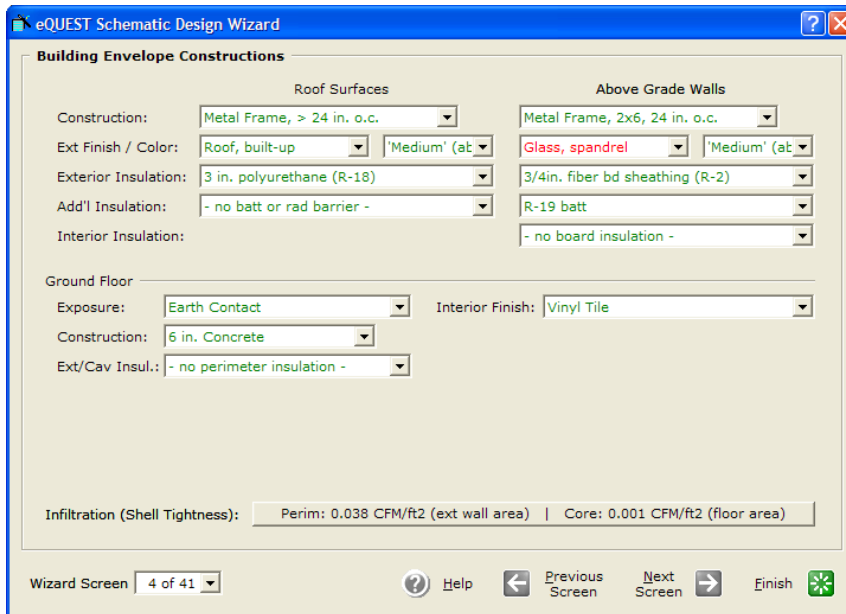 eQUEST Schematic Design Wizard
Building Envelope Constructions
Roof Surfaces Above Grade Walls
Construction: Metal Frame, > 24 in. o.c. Metal Frame, 2x6, 24 in. o.c.
Ext Finish / Color: Roof, built-up 'Medium' (ab Glass, spandrel 'Medium' (ab
Exterior Insulation: 3 in. polyurethane (R-18) 3/4in. fiber bd sheathing (R-2)
Add'l Insulation: - no batt or rad barrier - R-19 batt
Interior Insulation: - no board insulation -
Ground Floor
Exposure: Earth Contact Interior Finish: Vinyl Tile
Construction: 6 in. Concrete
Ext/Cav Insul.: - no perimeter insulation -
Infiltration (Shell Tightness): Perim: 0.038 CFM/ft2 (ext wall area) | Core: 0.001 CFM/ft2 (floor area)
Wizard Screen 4 of 41 ? Help Previous Screen Next Screen Finish